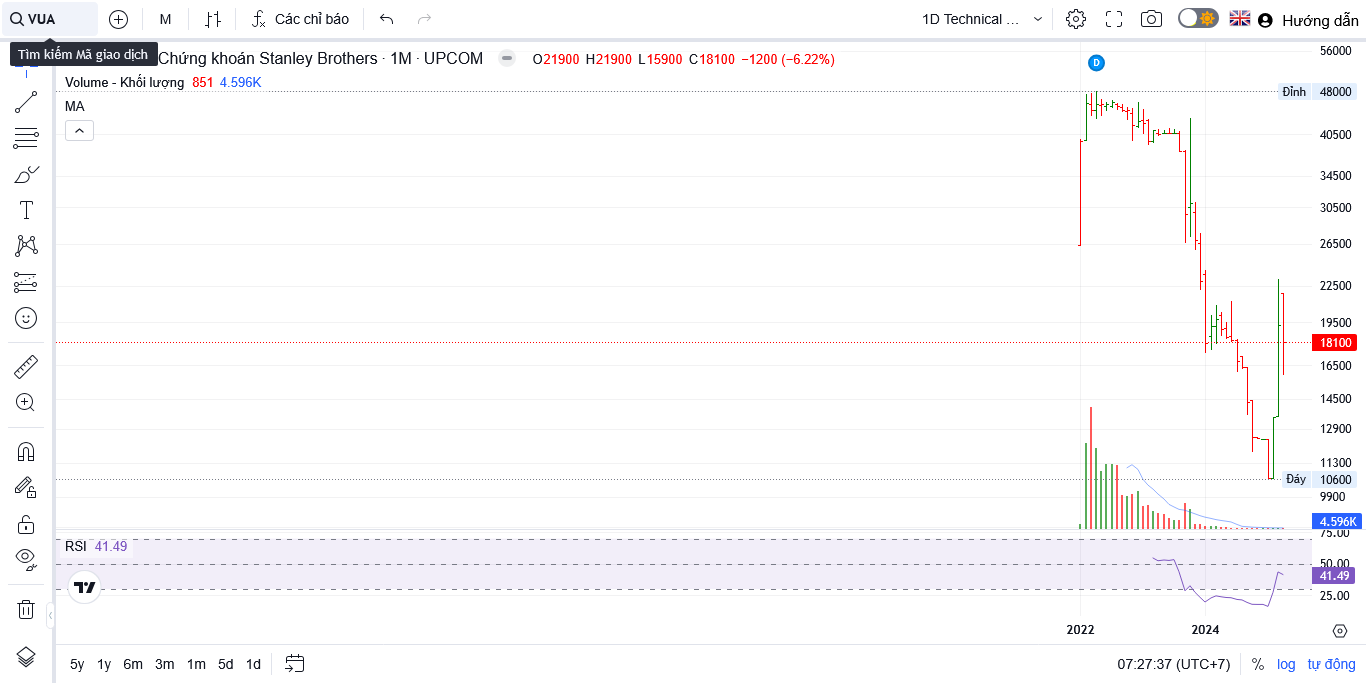 VUA
M
Các chỉ báo
1D Technical ...
Hướng dẫn
Tìm kiếm Mã giao dịch
Chứng khoán Stanley Brothers · 1M · UPCOM
O21900 H21900 L15900 C18100 −1200 (−6.22%)
Volume - Khối lượng 851 4.596K
MA
D
56000
Đỉnh 48000
40500
34500
30500
26500
22500
19500
18100
16500
14500
12900
11300
Đáy 10600
9900
4.596K
75.00
RSI 41.49
50.00
41.49
25.00
2022 2024
5y 1y 6m 3m 1m 5d 1d
07:27:37 (UTC+7) % log tự động